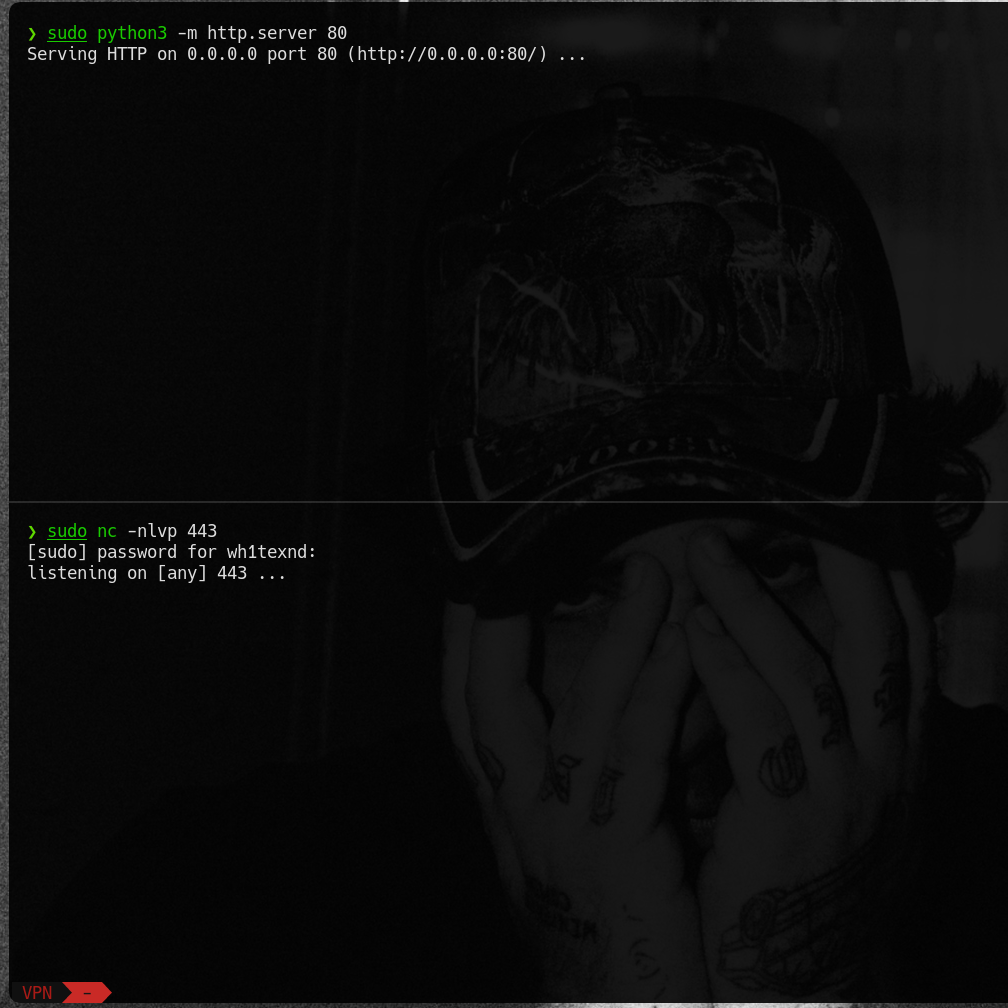 ❯ sudo python3 -m http.server 80
Serving HTTP on 0.0.0.0 port 80 (http://0.0.0.0:80/) ...
❯ sudo nc -nlvp 443
[sudo] password for wh1texnd:
listening on [any] 443 ...
VPN –